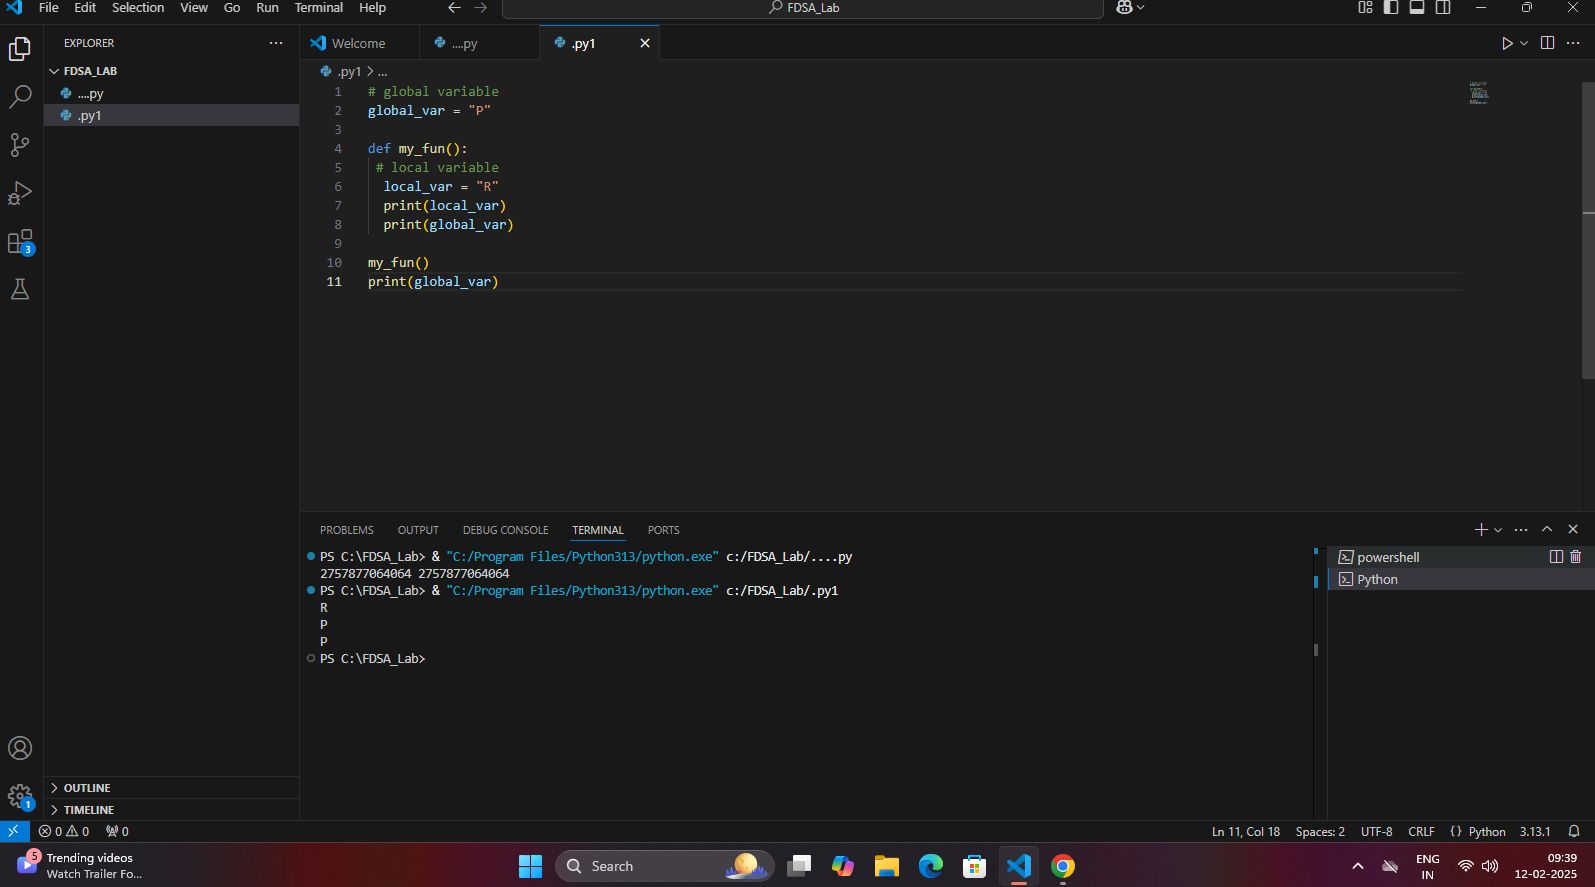 File Edit Selection View Go Run Terminal Help
FDSA_Lab
EXPLORER
FDSA_LAB
....py
.py1
Welcome
....py
.py1
.py1 > ...
1 # global variable
2 global_var = "P"
3
4 def my_fun():
5 # local variable
6 local_var = "R"
7 print(local_var)
8 print(global_var)
9
10 my_fun()
11 print(global_var)
3
PROBLEMS OUTPUT DEBUG CONSOLE TERMINAL PORTS
PS C:\FDSA_Lab> & "C:/Program Files/Python313/python.exe" c:/FDSA_Lab/....py
2757877064064 2757877064064
PS C:\FDSA_Lab> & "C:/Program Files/Python313/python.exe" c:/FDSA_Lab/.py1
R
P
P
PS C:\FDSA_Lab>
powershell
Python
1
OUTLINE
TIMELINE
0 0 0
Ln 11, Col 18 Spaces: 2 UTF-8 CRLF {} Python 3.13.1
5
Trending videos
Watch Trailer Fo...
Search
ENG
IN
09:39
12-02-2025